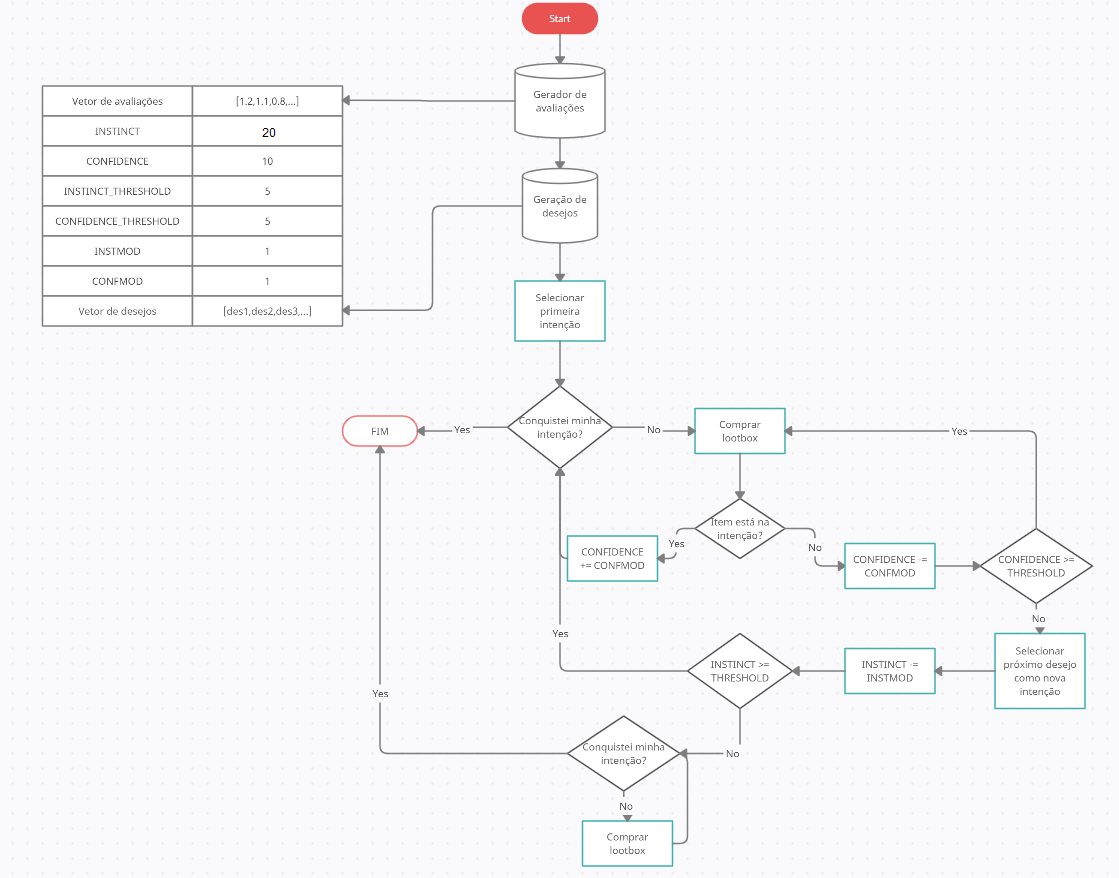 Start
Gerador de
avaliações
Vetor de avaliações
[1.2,1.1,0.8,...]
INSTINCT
20
CONFIDENCE
10
INSTINCT_THRESHOLD
5
CONFIDENCE_THRESHOLD
5
INSTMOD
1
CONFMOD
1
Vetor de desejos
[des1,des2,des3,...]
Geração de
desejos
Selecionar
primeira
intenção
Conquistei minha
intenção?
Yes
FIM
No
Comprar
lootbox
Yes
Item está na
intenção?
Yes
CONFIDENCE
+= CONFMOD
No
CONFIDENCE -=
CONFMOD
CONFIDENCE >=
THRESHOLD
No
Selecionar
próximo desejo
como nova
intenção
INSTINCT -=
INSTMOD
INSTINCT >=
THRESHOLD
Yes
No
Conquistei minha
intenção?
Yes
No
Comprar
lootbox